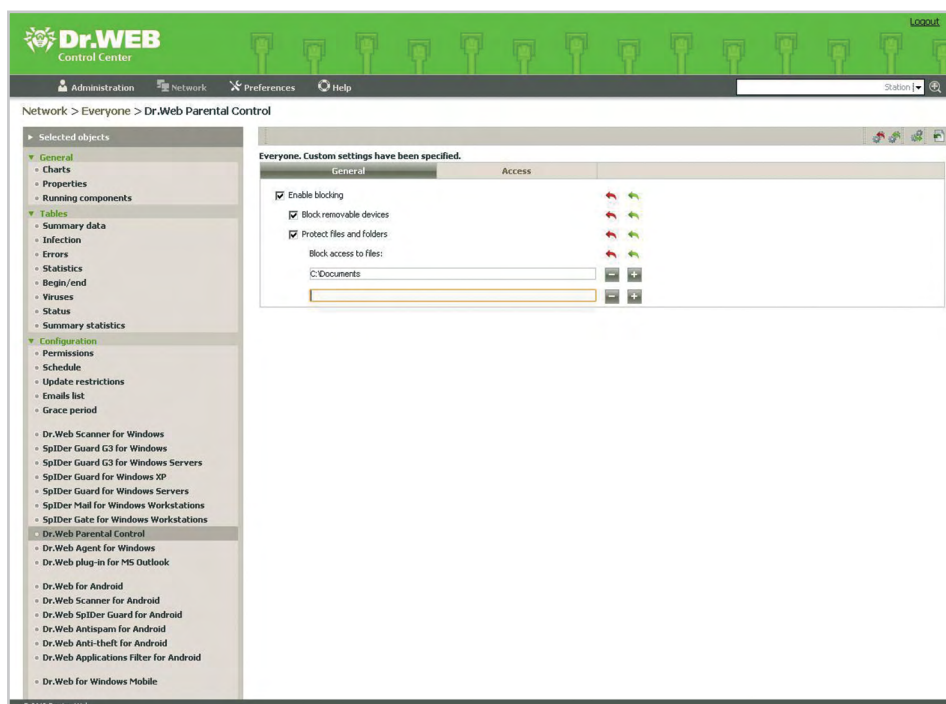 Logout
Dr.WEB
Control Center
Administration Network Preferences Help Station
Network > Everyone > Dr.Web Parental Control
Selected objects
General
Charts
Properties
Running components
Tables
Summary data
Infection
Errors
Statistics
Begin/end
Viruses
Status
Summary statistics
Configuration
Permissions
Schedule
Update restrictions
Emails list
Grace period
Dr.Web Scanner for Windows
SpIDer Guard G3 for Windows
SpIDer Guard G3 for Windows Servers
SpIDer Guard for Windows XP
SpIDer Guard for Windows Servers
SpIDer Mail for Windows Workstations
SpIDer Gate for Windows Workstations
Dr.Web Parental Control
Dr.Web Agent for Windows
Dr.Web plug-in for MS Outlook
Dr.Web for Android
Dr.Web Scanner for Android
Dr.Web SpIDer Guard for Android
Dr.Web Antispam for Android
Dr.Web Anti-theft for Android
Dr.Web Applications Filter for Android
Dr.Web for Windows Mobile
Everyone. Custom settings have been specified.
General Access
Enable blocking
Block removable devices
Protect files and folders
Block access to files:
C:\Documents